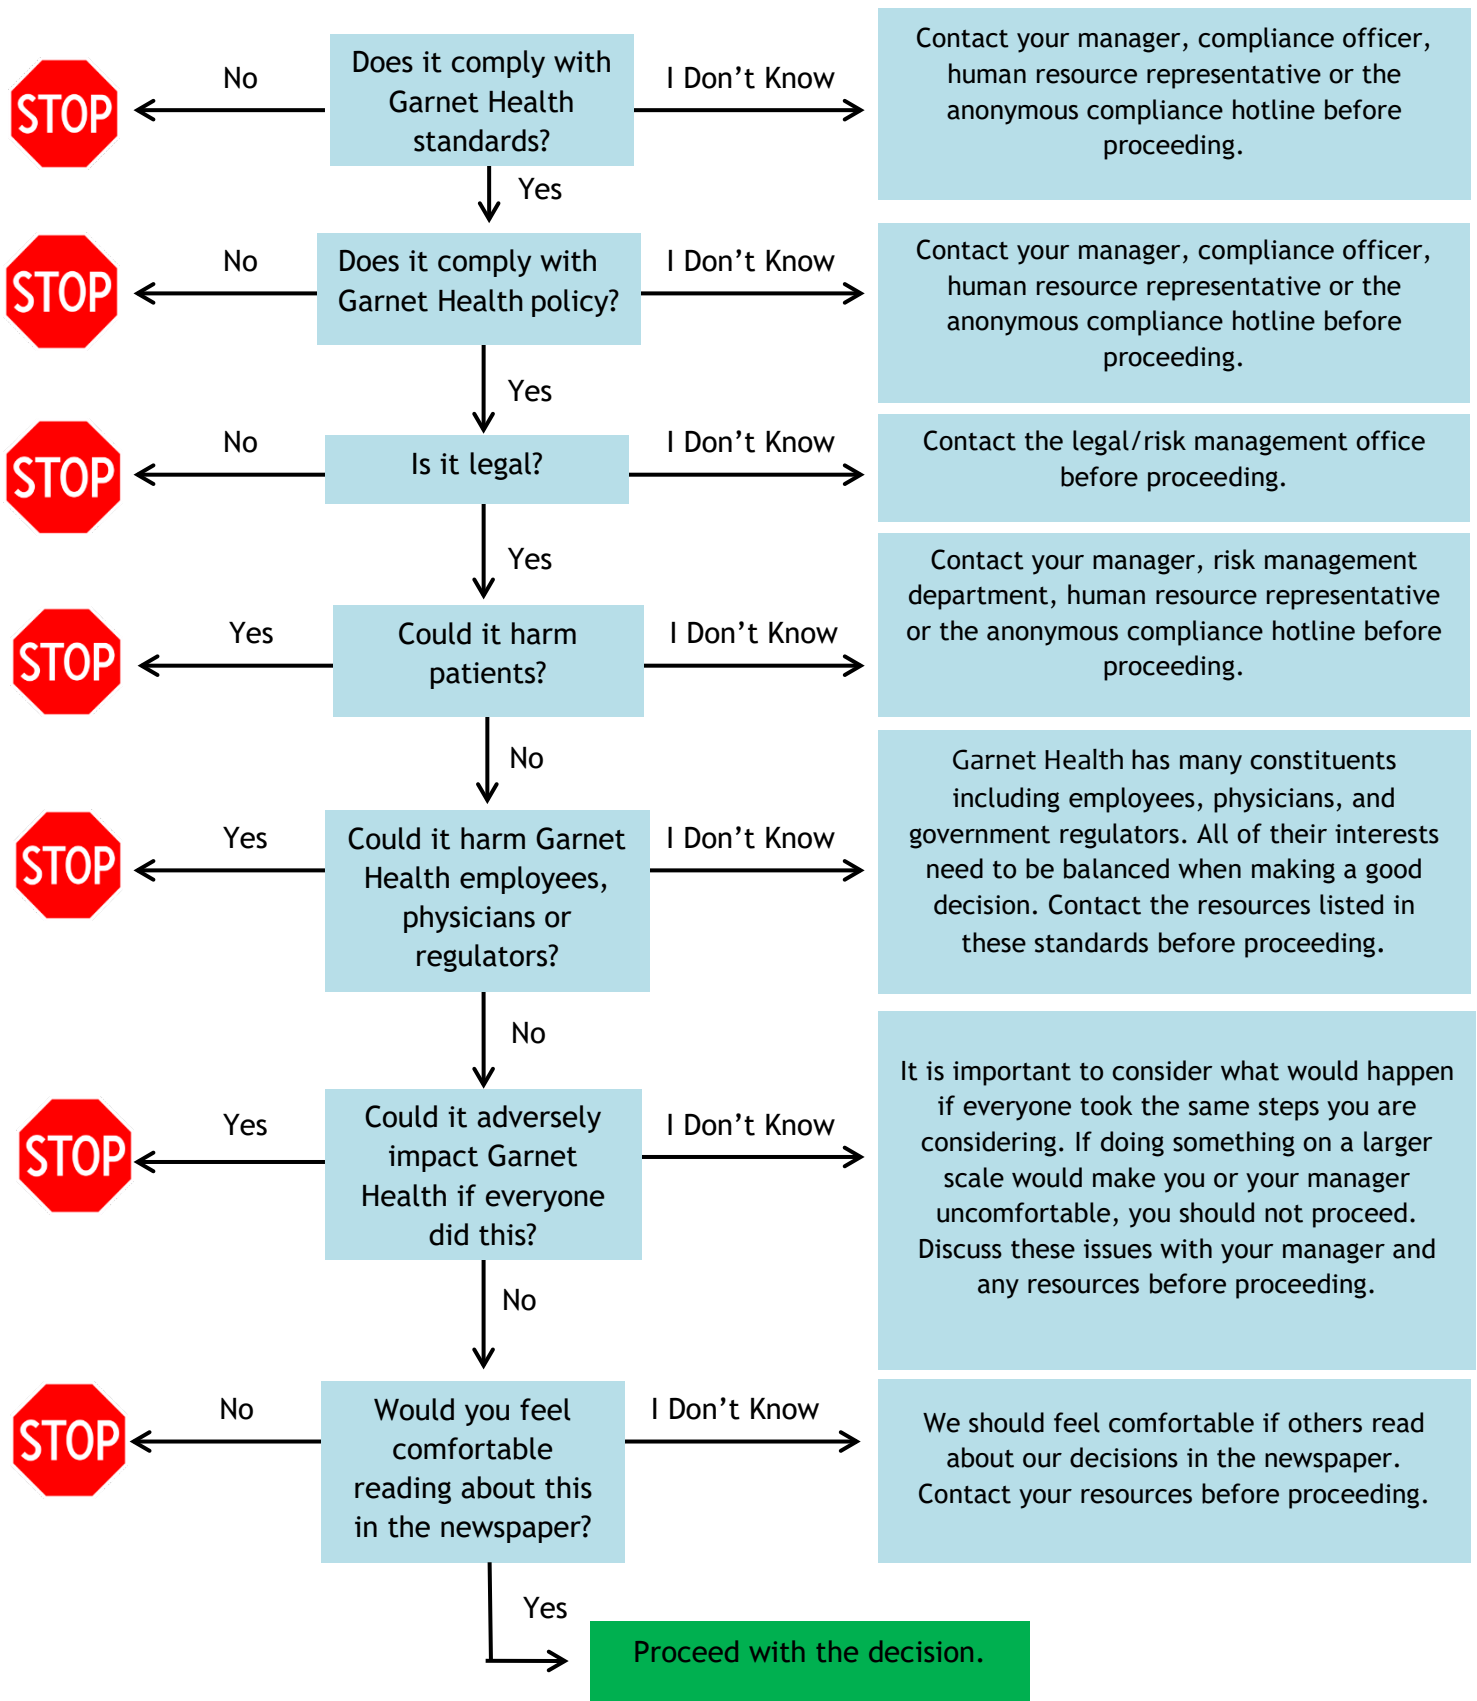 STOP
No
Does it comply with
Garnet Health
standards?
I Don't Know
Contact your manager, compliance officer,
human resource representative or the
anonymous compliance hotline before
proceeding.
Yes
STOP
No
Does it comply with
Garnet Health policy?
I Don't Know
Contact your manager, compliance officer,
human resource representative or the
anonymous compliance hotline before
proceeding.
Yes
STOP
No
Is it legal?
I Don't Know
Contact the legal/risk management office
before proceeding.
Yes
STOP
Yes
Could it harm
patients?
I Don't Know
Contact your manager, risk management
department, human resource representative
or the anonymous compliance hotline before
proceeding.
No
STOP
Yes
Could it harm Garnet
Health employees,
physicians or
regulators?
I Don't Know
Garnet Health has many constituents
including employees, physicians, and
government regulators. All of their interests
need to be balanced when making a good
decision. Contact the resources listed in
these standards before proceeding.
No
STOP
Yes
Could it adversely
impact Garnet
Health if everyone
did this?
I Don't Know
It is important to consider what would happen
if everyone took the same steps you are
considering. If doing something on a larger
scale would make you or your manager
uncomfortable, you should not proceed.
Discuss these issues with your manager and
any resources before proceeding.
No
STOP
No
Would you feel
comfortable
reading about this
in the newspaper?
I Don't Know
We should feel comfortable if others read
about our decisions in the newspaper.
Contact your resources before proceeding.
Yes
Proceed with the decision.